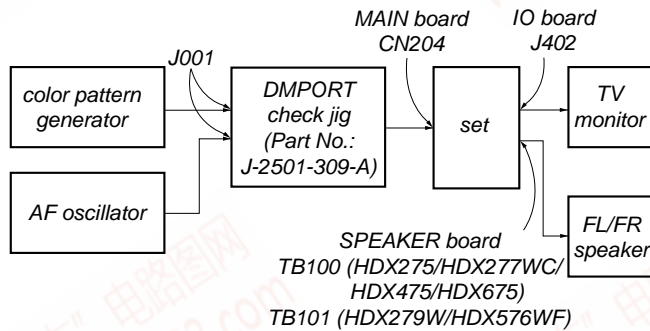 MAIN board
CN204
IO board
J402
J001
color pattern
generator
DMPORT
check jig
(Part No.:
J-2501-309-A)
set
TV
monitor
AF oscillator
SPEAKER board
TB100 (HDX275/HDX277WC/
HDX475/HDX675)
TB101 (HDX279W/HDX576WF)
FL/FR
speaker